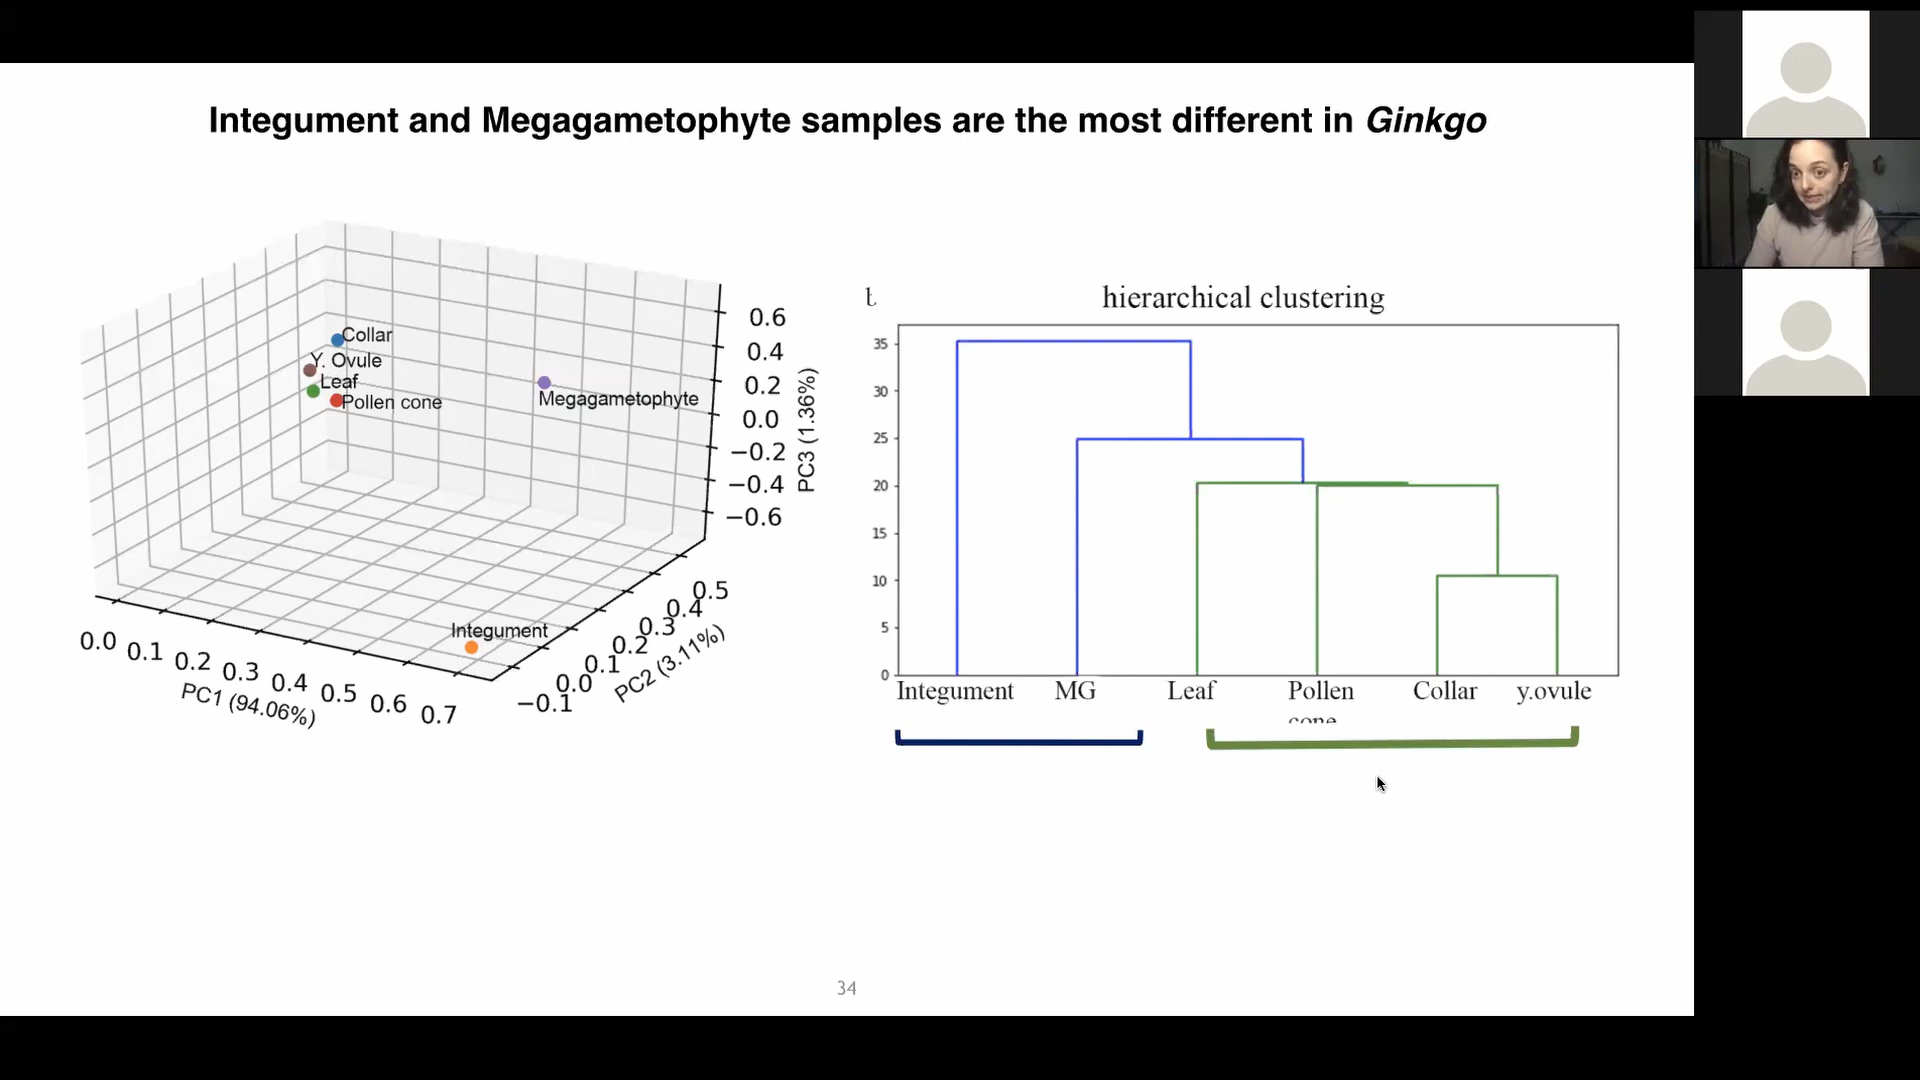 Integument and Megagametophyte samples are the most different in Ginkgo
Collar
Y. Ovule
Leaf
Pollen cone
Megagametophyte
Integument
0.6
0.4
0.2
0.0
−0.2
−0.4
−0.6
PC3 (1.36%)
0.5
0.4
0.3
0.2
0.1
0.0
−0.1
PC2 (3.11%)
0.0 0.1 0.2 0.3 0.4 0.5 0.6 0.7
PC1 (94.06%)
hierarchical clustering
35
30
25
20
15
10
5
0
Integument MG Leaf Pollen Collar y.ovule
cone
34